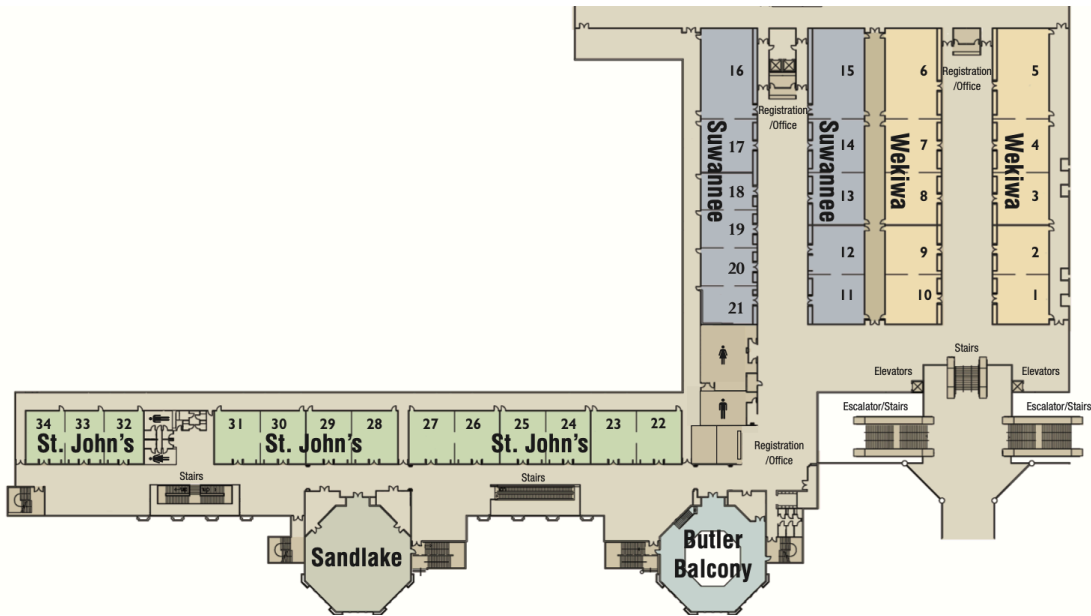 16
15
6
5
Registration
/Office
Registration
/Office
Suwannee
Suwannee
Wekiwa
Wekiwa
17
14
7
4
18
13
8
3
19
12
9
2
20
21
11
10
1
Stairs
Elevators
Elevators
Escalator/Stairs
Escalator/Stairs
34
33
32
31
30
29
28
27
26
25
24
23
22
St. John's
St. John's
St. John's
Registration
/Office
Stairs
Stairs
Sandlake
Butler
Balcony